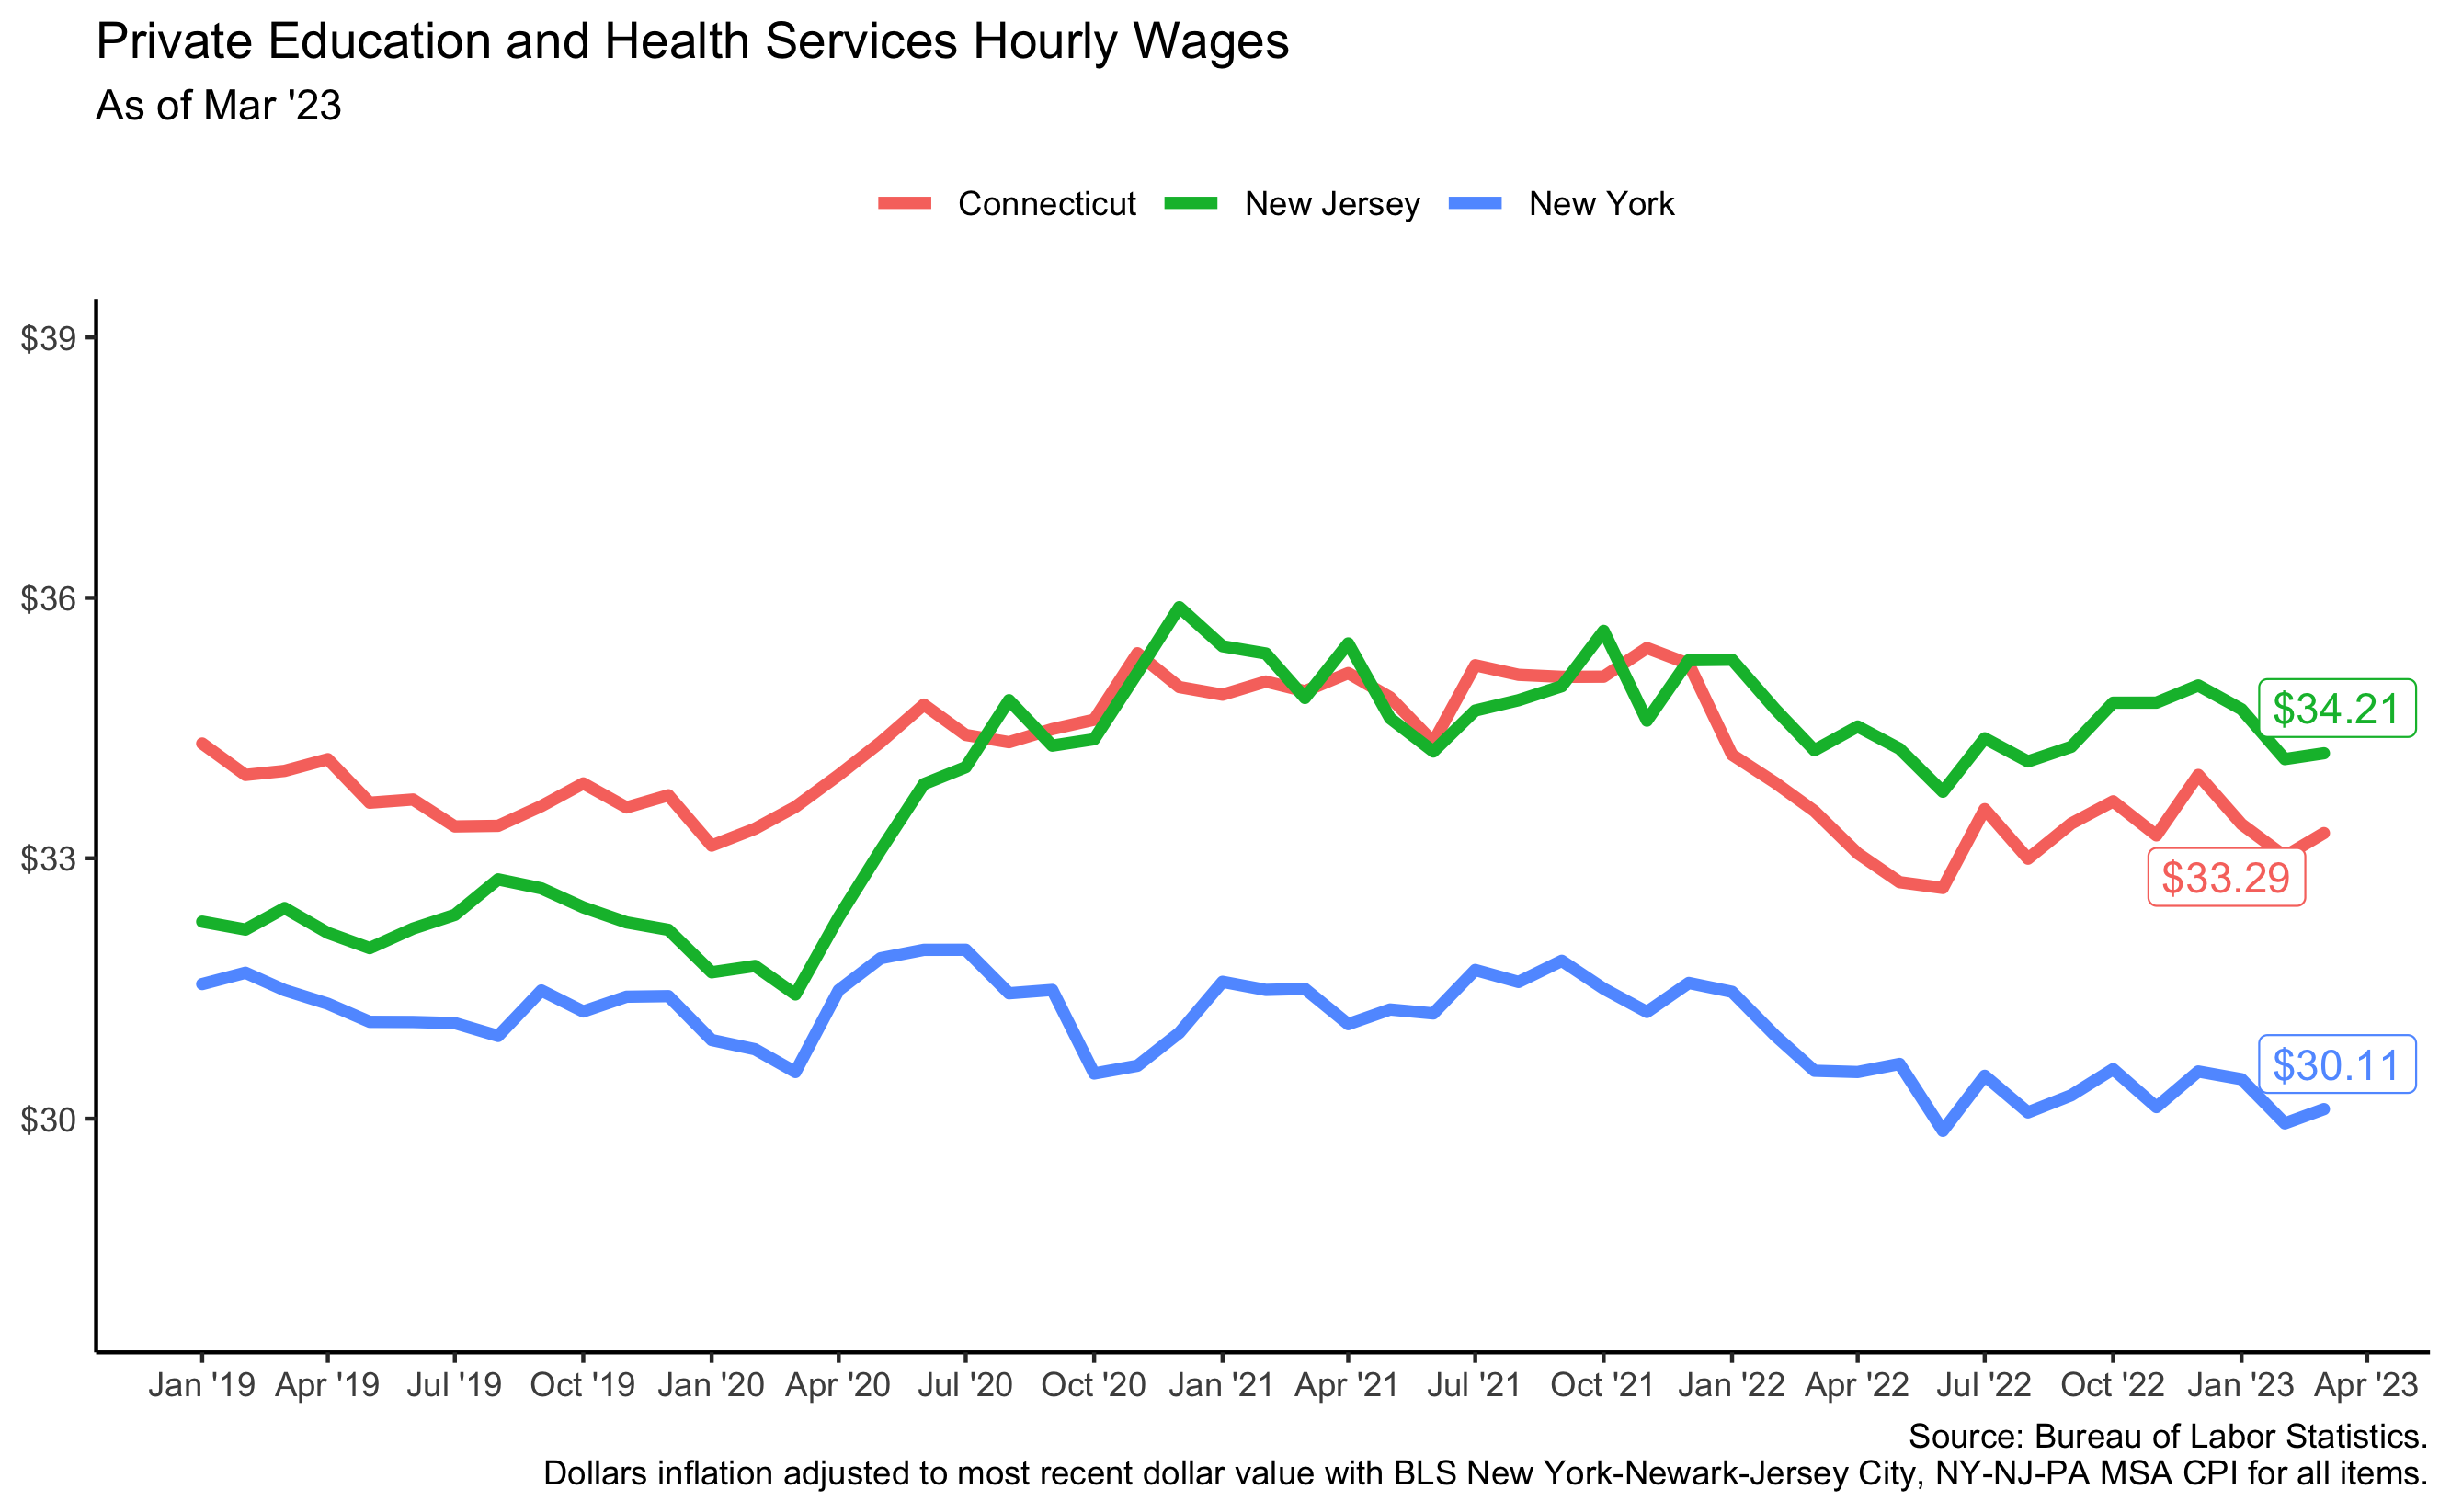 Private Education and Health Services Hourly Wages
As of Mar '23
Connecticut New Jersey New York
$39
$36
$33
$30
$34.21
$33.29
$30.11
Jan '19 Apr '19 Jul '19 Oct '19 Jan '20 Apr '20 Jul '20 Oct '20 Jan '21 Apr '21 Jul '21 Oct '21 Jan '22 Apr '22 Jul '22 Oct '22 Jan '23 Apr '23
Source: Bureau of Labor Statistics.
Dollars inflation adjusted to most recent dollar value with BLS New York-Newark-Jersey City, NY-NJ-PA MSA CPI for all items.